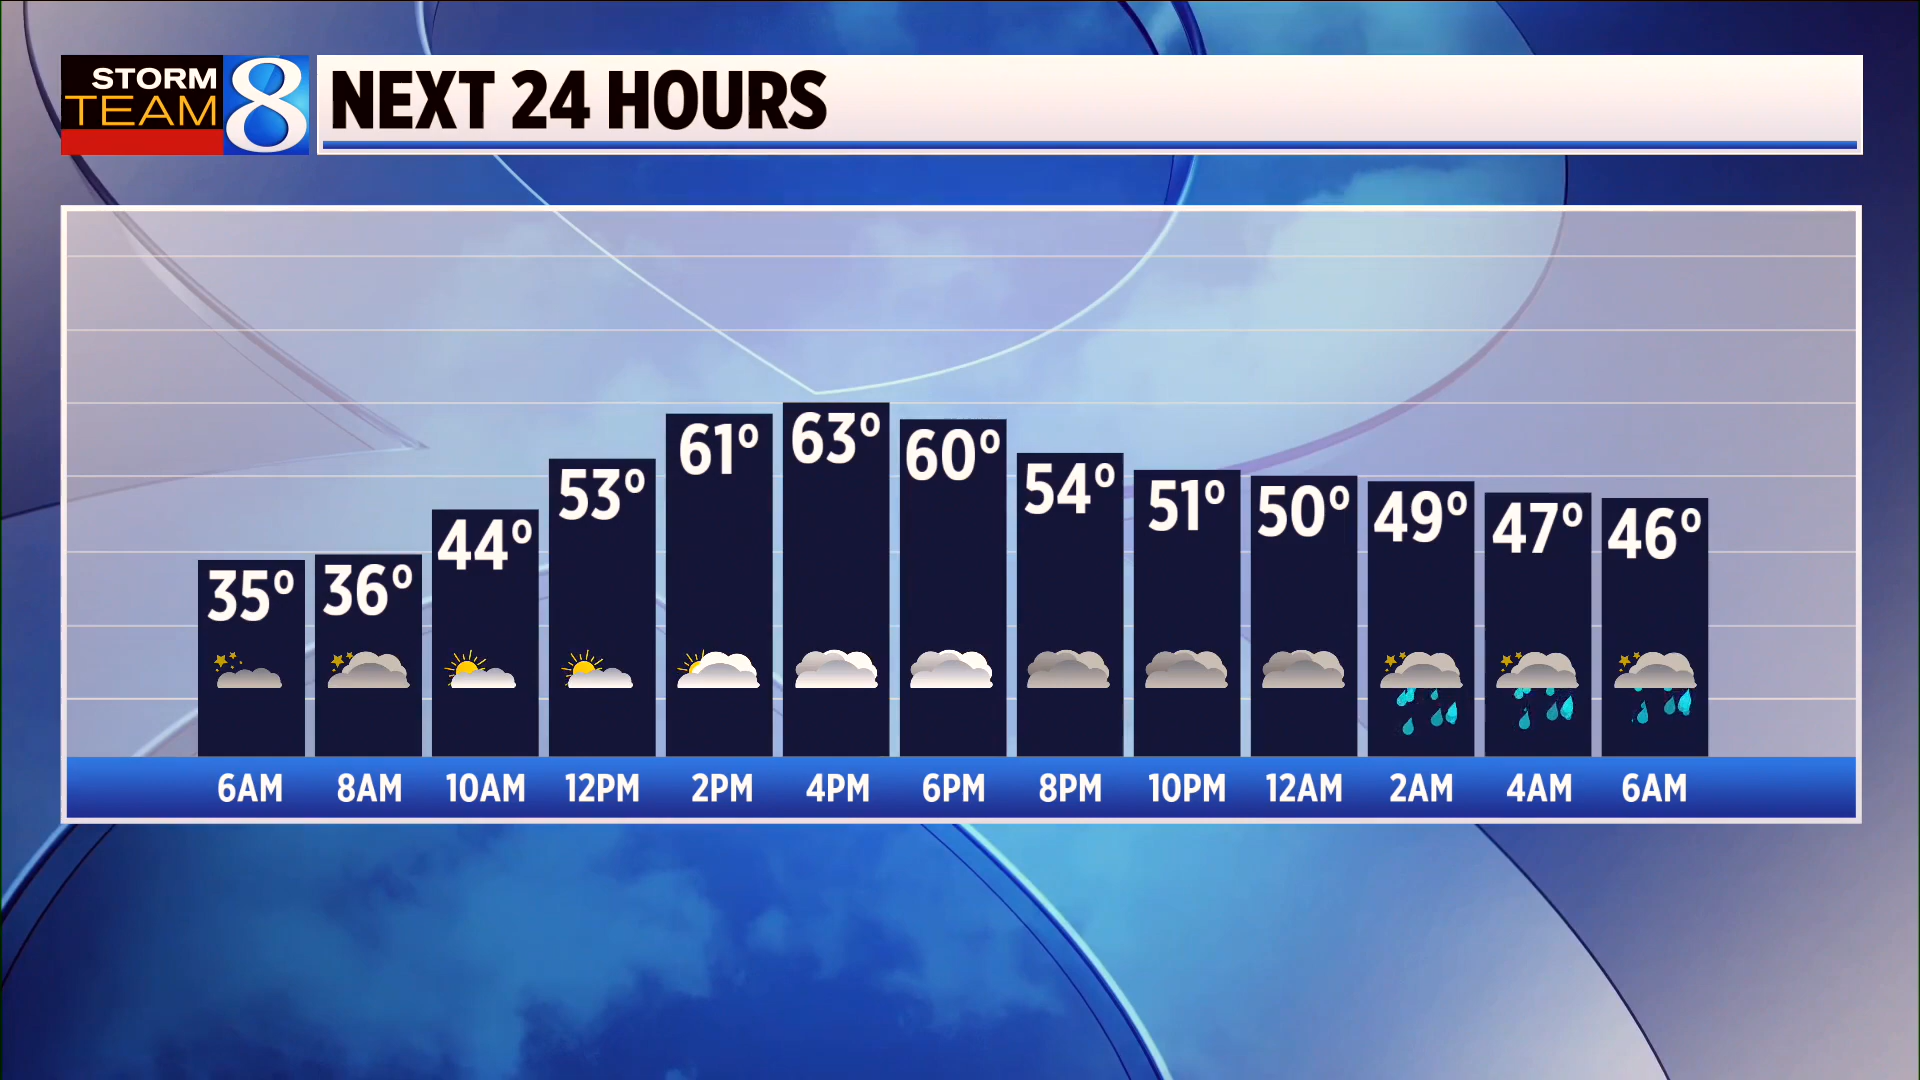 STORM
TEAM
8
NEXT 24 HOURS
35° 36° 44° 53° 61° 63° 60° 54° 51° 50° 49° 47° 46°
6AM 8AM 10AM 12PM 2PM 4PM 6PM 8PM 10PM 12AM 2AM 4AM 6AM